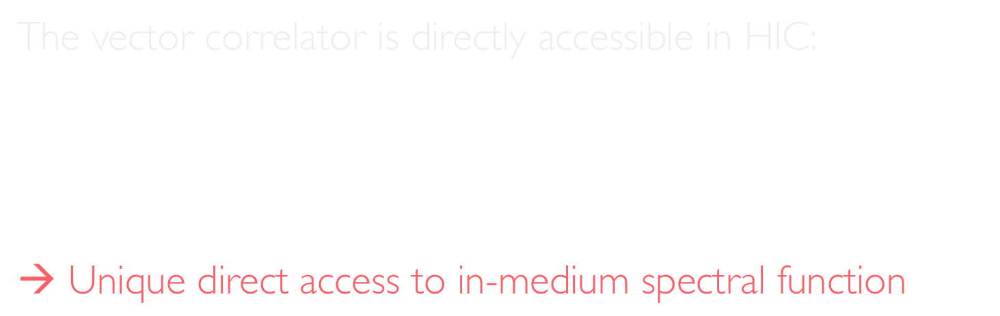 The vector correlator is directly accessible in HIC:
→ Unique direct access to in-medium spectral function